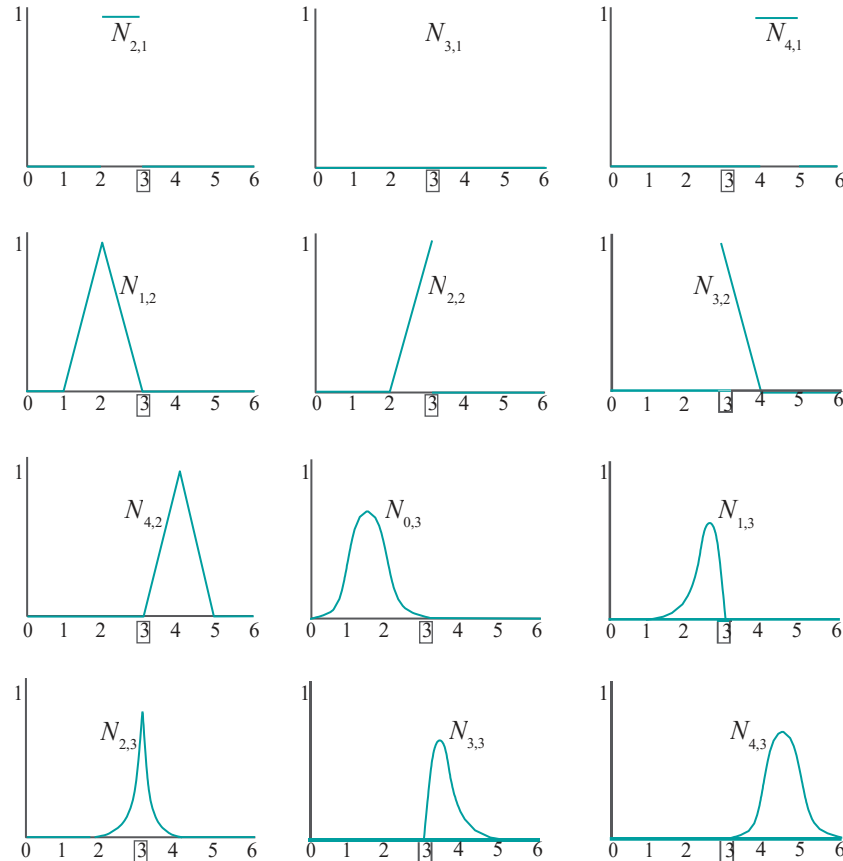 1 N2,1
0 1 2 3 4 5 6
1 N3,1
0 1 2 3 4 5 6
1 N4,1
0 1 2 3 4 5 6
1 N1,2
0 1 2 3 4 5 6
1 N2,2
0 1 2 3 4 5 6
1 N3,2
0 1 2 3 4 5 6
1 N4,2
0 1 2 3 4 5 6
1 N0,3
0 1 2 3 4 5 6
1 N1,3
0 1 2 3 4 5 6
1 N2,3
0 1 2 3 4 5 6
1 N3,3
0 1 2 3 4 5 6
1 N4,3
0 1 2 3 4 5 6